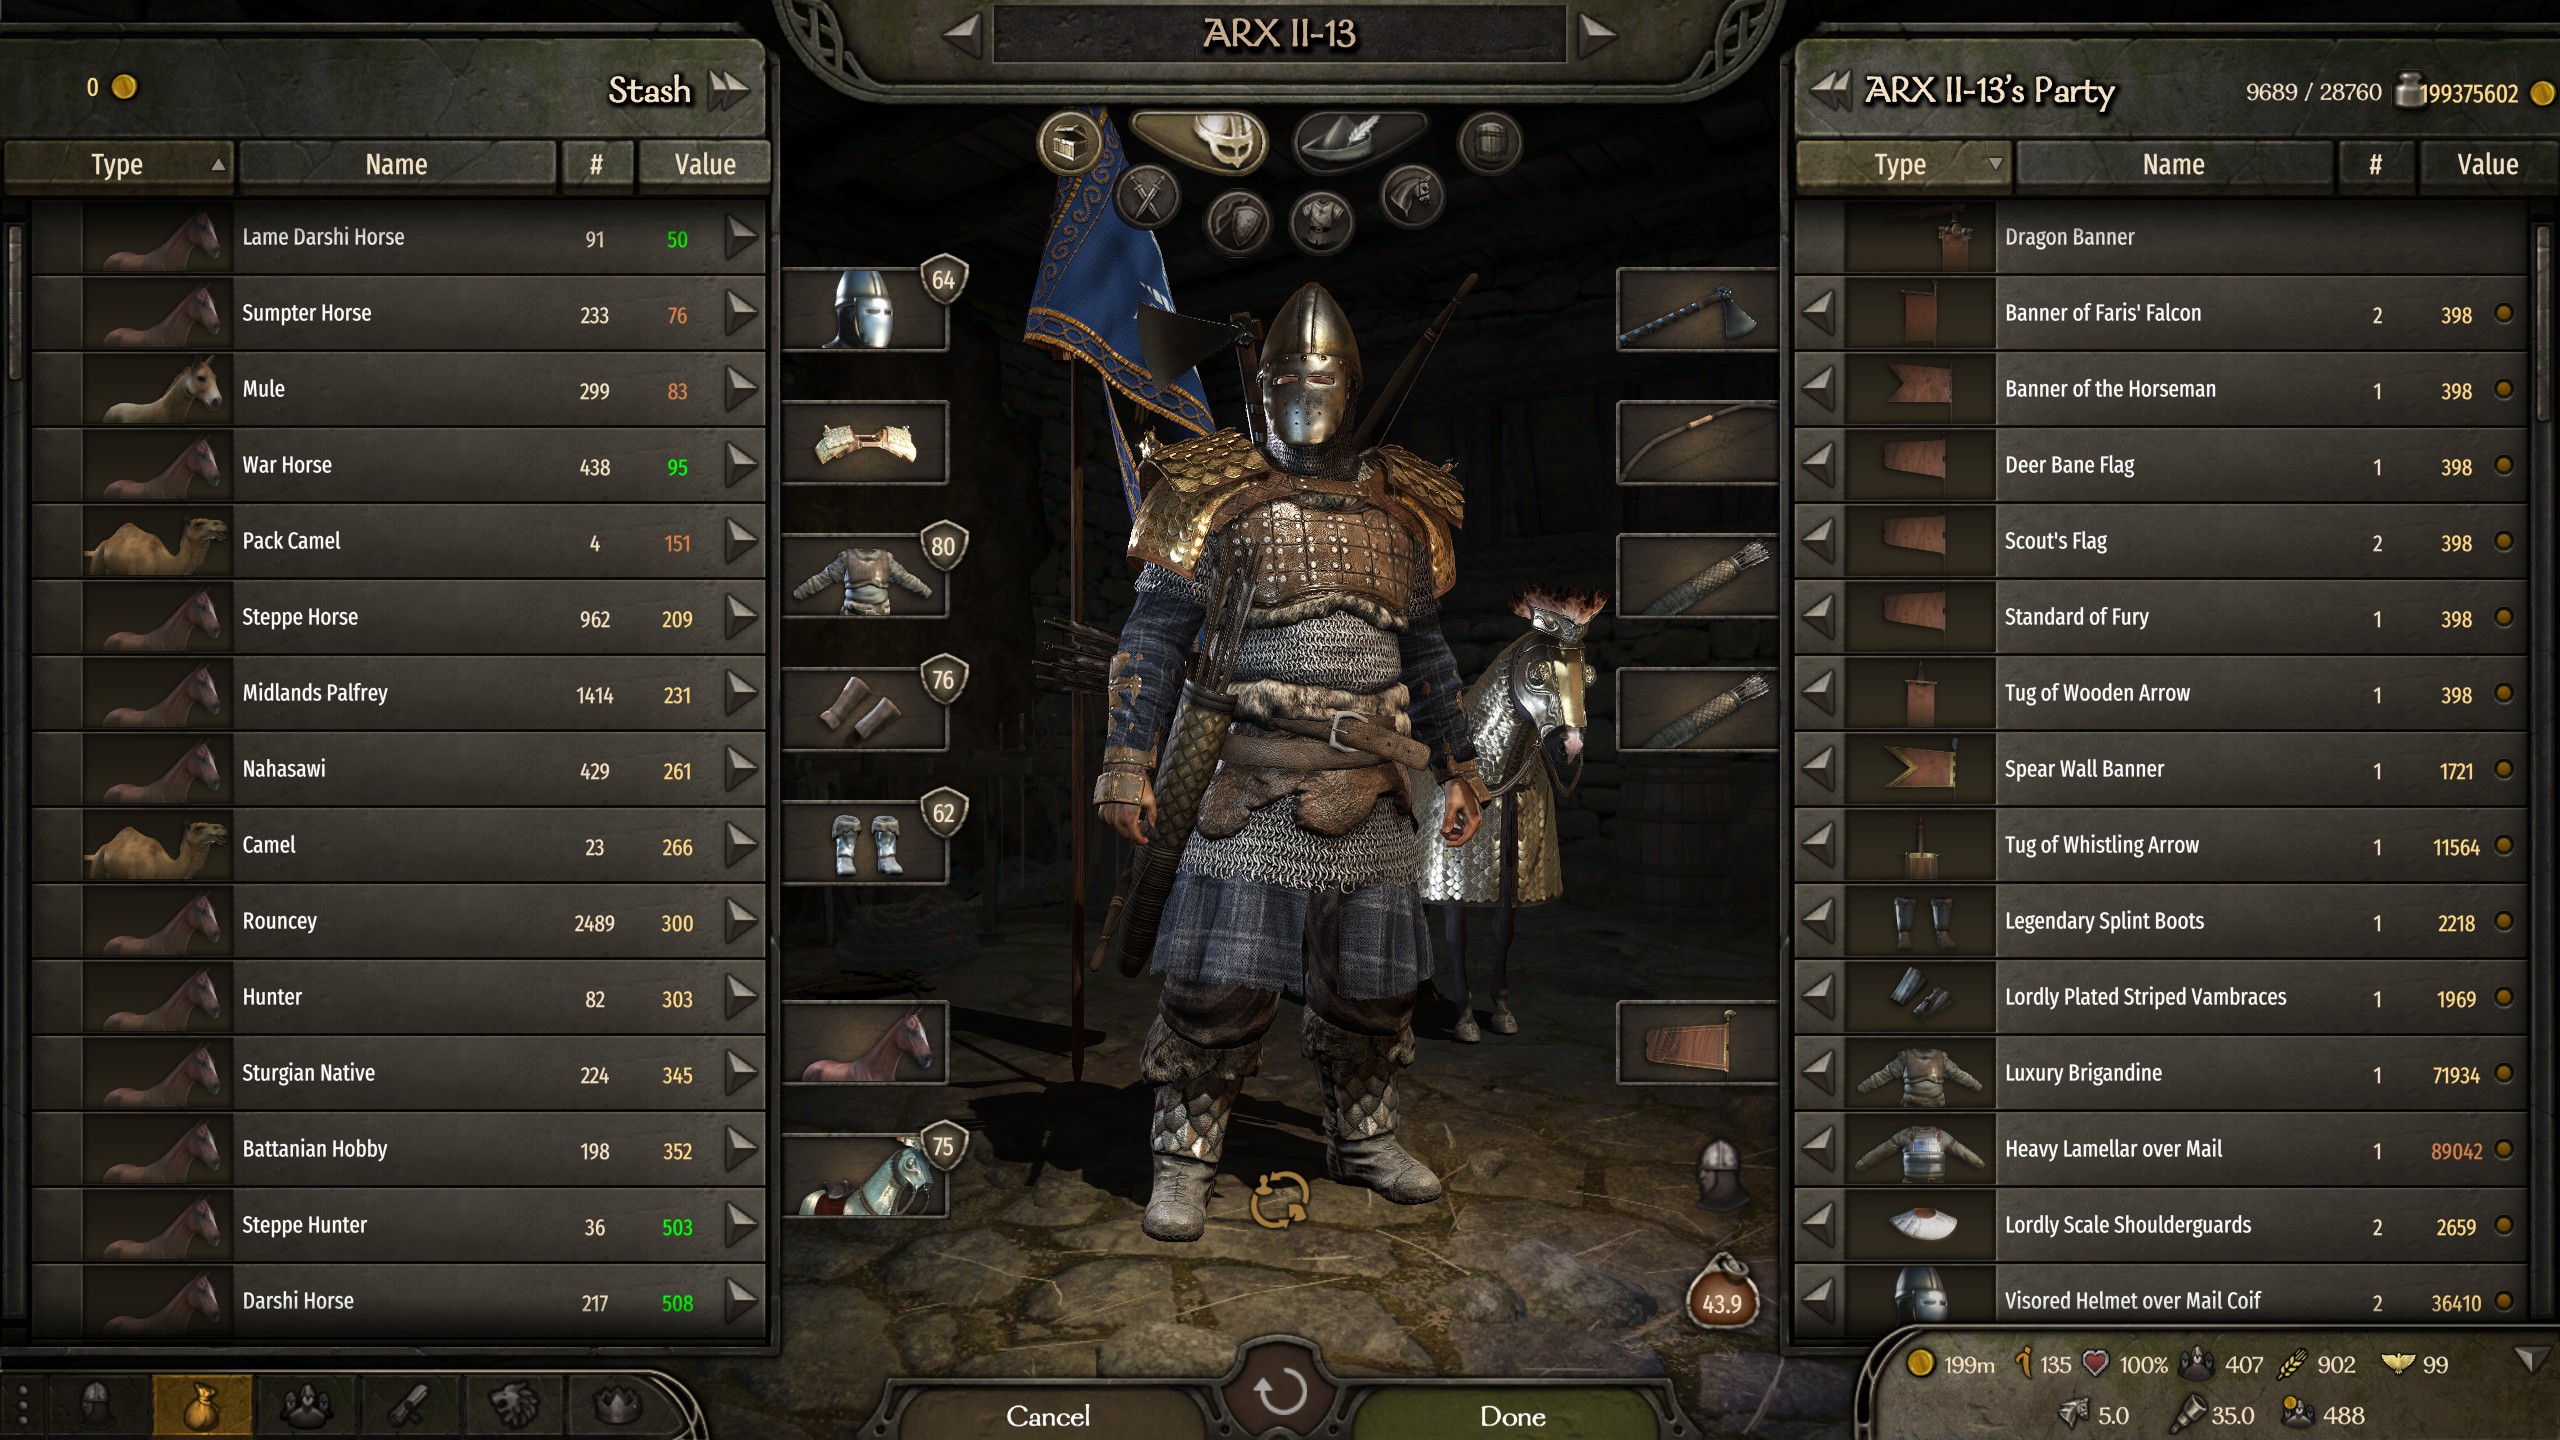 ARX II-13
0
Stash
Type
Name
#
Value
Lame Darshi Horse 91 50
Sumpter Horse 233 76
Mule 299 83
War Horse 438 95
Pack Camel 4 151
Steppe Horse 962 209
Midlands Palfrey 1414 231
Nahasawi 429 261
Camel 23 266
Rouncey 2489 300
Hunter 82 303
Sturgian Native 224 345
Battanian Hobby 198 352
Steppe Hunter 36 503
Darshi Horse 217 508
64
80
76
62
75
43.9
Cancel
Done
ARX II-13's Party
9689 / 28760
199375602
Type
Name
#
Value
Dragon Banner
Banner of Faris' Falcon 2 398
Banner of the Horseman 1 398
Deer Bane Flag 1 398
Scout's Flag 2 398
Standard of Fury 1 398
Tug of Wooden Arrow 1 398
Spear Wall Banner 1 1721
Tug of Whistling Arrow 1 11564
Legendary Splint Boots 1 2218
Lordly Plated Striped Vambraces 1 1969
Luxury Brigandine 1 71934
Heavy Lamellar over Mail 1 89042
Lordly Scale Shoulderguards 2 2659
Visored Helmet over Mail Coif 2 36410
199m 135 100% 407 902 99
5.0 35.0 488